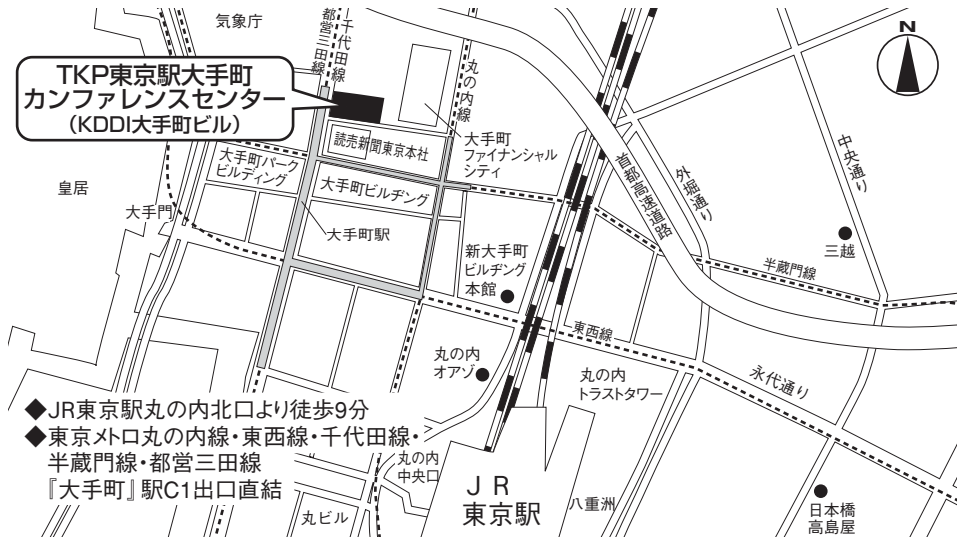 気象庁
都営三田線
千代田線
丸の内線
N
TKP東京駅大手町
カンファレンスセンター
（KDDI大手町ビル）
読売新聞東京本社
大手町
ファイナンシャル
シティ
大手町パーク
ビルディング
大手町ビルヂング
皇居
大手門
大手町駅
新大手町
ビルヂング
本館
首都高速道路
外堀通り
中央通り
三越
半蔵門線
東西線
永代通り
丸の内
オアゾ
丸の内
トラストタワー
◆JR東京駅丸の内北口より徒歩9分
◆東京メトロ丸の内線・東西線・千代田線・
半蔵門線・都営三田線
『大手町』駅C1出口直結
丸の内
中央口
丸ビル
JR
東京駅
八重洲
日本橋
高島屋